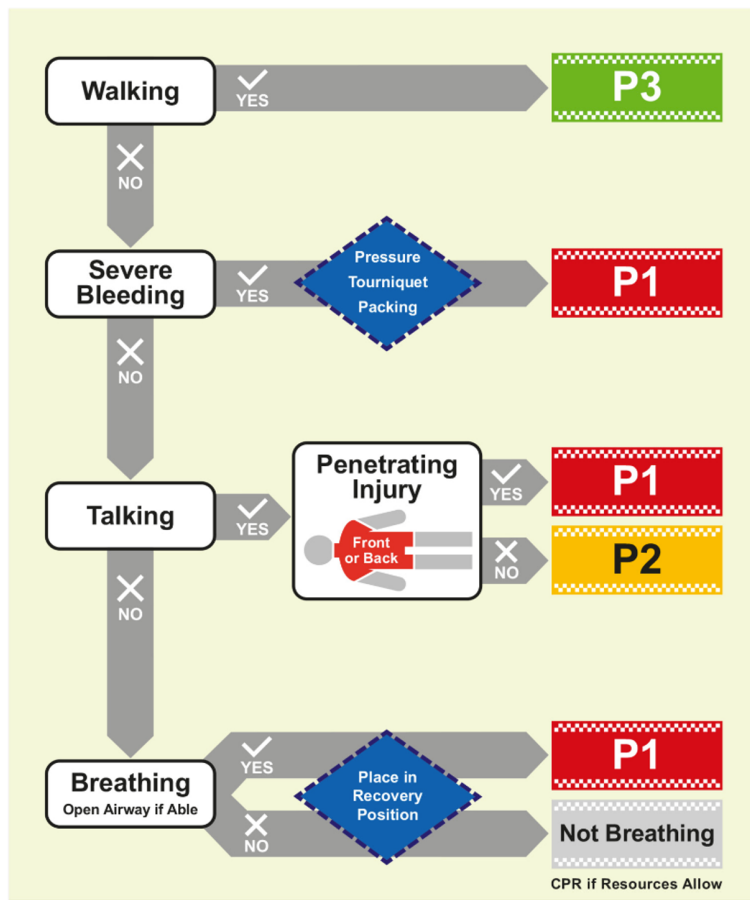 Walking
YES
P3
NO
Severe
Bleeding
YES
Pressure
Tourniquet
Packing
P1
NO
Talking
YES
Penetrating
Injury
Front
or Back
YES
P1
NO
P2
NO
Breathing
Open Airway if Able
YES
Place in
Recovery
Position
P1
NO
Not Breathing
CPR if Resources Allow